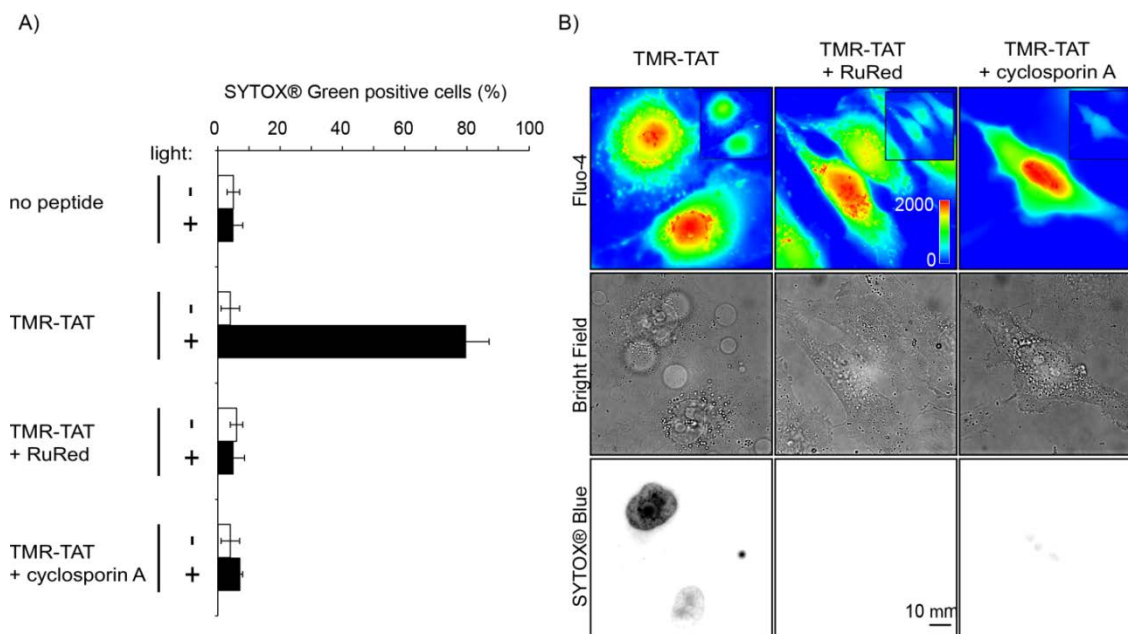 A)
SYTOX® Green positive cells (%)
0 20 40 60 80 100
light:
no peptide
-
+
TMR-TAT
-
+
TMR-TAT
+ RuRed
-
+
TMR-TAT
+ cyclosporin A
-
+
B)
TMR-TAT
TMR-TAT
+ RuRed
TMR-TAT
+ cyclosporin A
Fluo-4
2000
0
Bright Field
SYTOX® Blue
10 mm